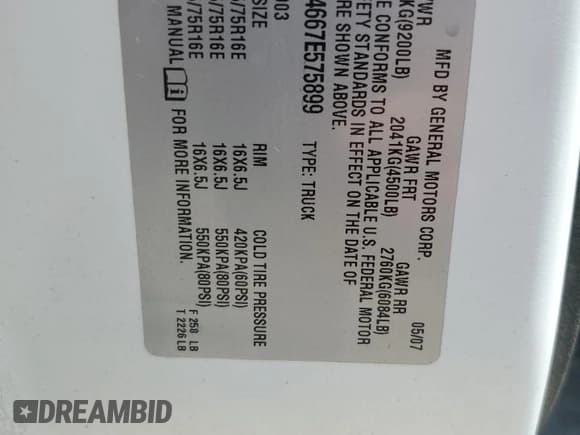 MFD BY GENERAL MOTORS CORP.
05/07
VWR
GAWR FRT
GAWR RR
KG(9200LB)
2041KG(4500LB)
2760KG(6084LB)
E CONFORMS TO ALL APPLICABLE U.S. FEDERAL MOTOR
ETY STANDARDS IN EFFECT ON THE DATE OF
RE SHOWN ABOVE.
4667E575899
TYPE: TRUCK
003
SIZE
RIM
COLD TIRE PRESSURE
/75R16E
16X6.5J
420KPA(60PSI)
/75R16E
16X6.5J
550KPA(80PSI)
/75R16E
16X6.5J
550KPA(80PSI)
MANUAL
FOR MORE INFORMATION.
F 258 LB
T 2226 LB
DREAMBID